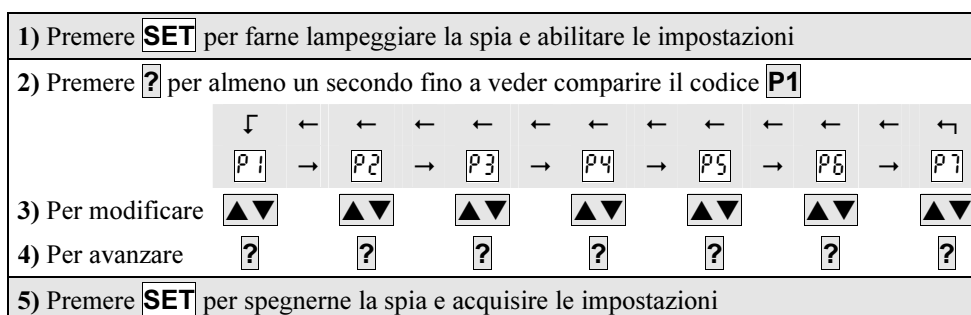 1) Premere SET per farne lampeggiare la spia e abilitare le impostazioni
2) Premere ? per almeno un secondo fino a veder comparire il codice P1
↓ ← ← ← ← ← ← ← ← ← ← ← ↰
P1 → P2 → P3 → P4 → P5 → P6 → P7
3) Per modificare ▲▼ ▲▼ ▲▼ ▲▼ ▲▼ ▲▼ ▲▼
4) Per avanzare ? ? ? ? ? ? ?
5) Premere SET per spegnerne la spia e acquisire le impostazioni